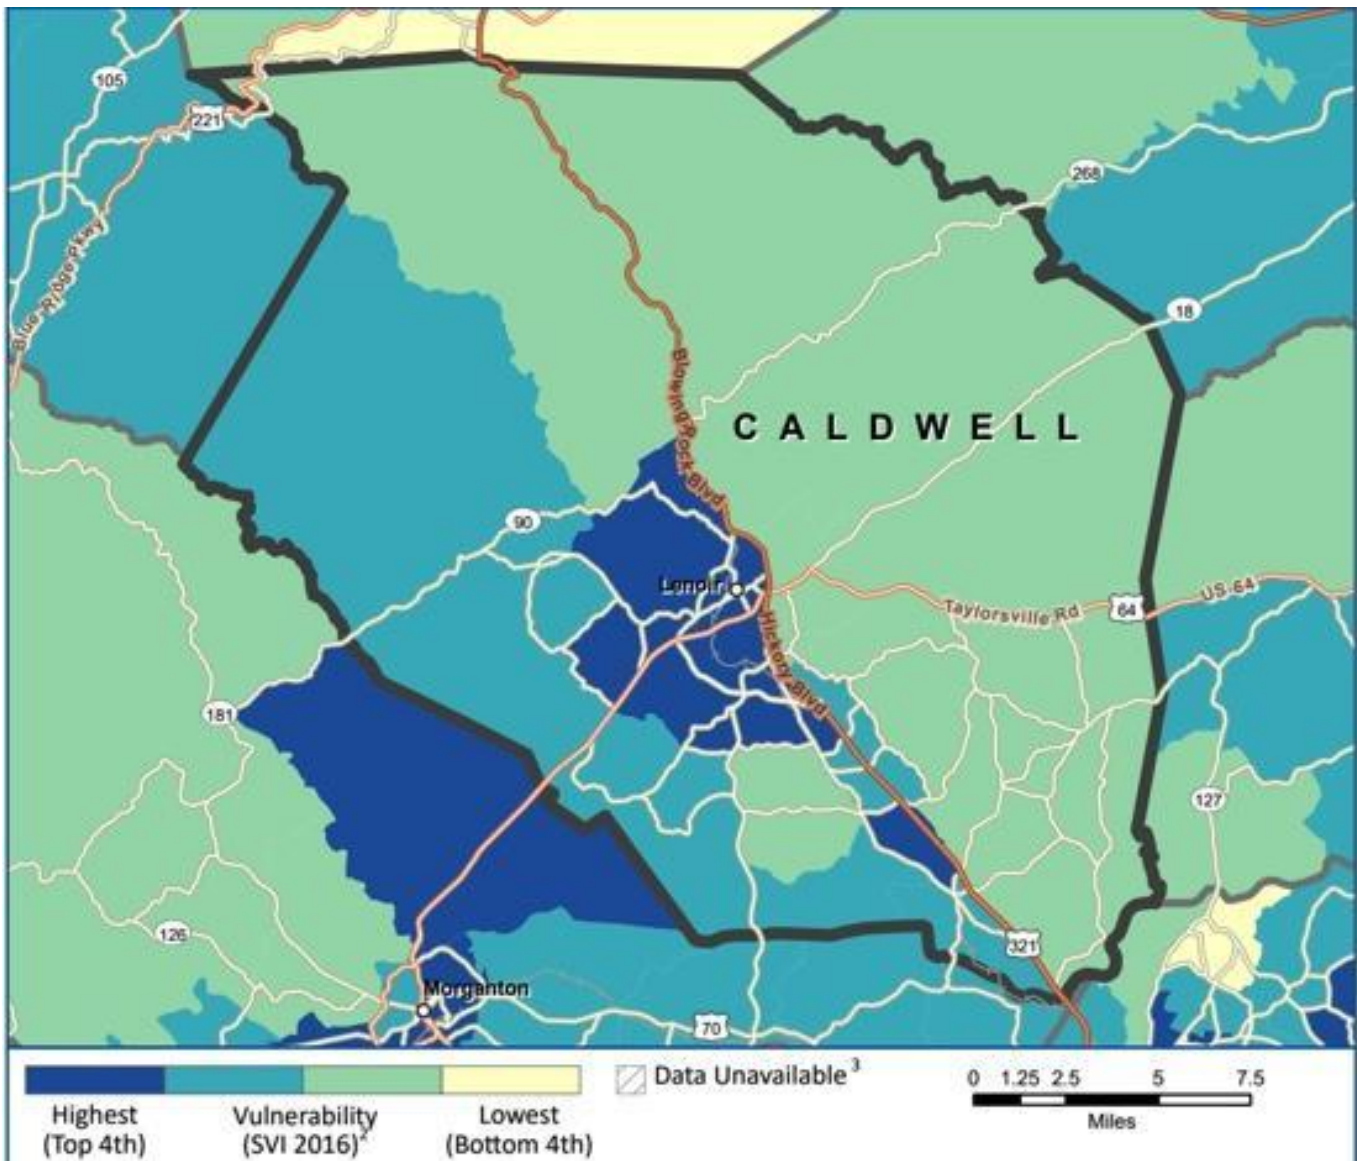 105
221
268
Blue Ridge Pkwy
18
Blowing Rock Blvd
CALDWELL
90
Lenoir
Taylorsville Rd
64
US-64
Hickory Blvd
181
127
126
321
Morganton
70
Data Unavailable 3
0 1.25 2.5 5 7.5
Miles
Highest
(Top 4th)
Vulnerability
(SVI 2016)2
Lowest
(Bottom 4th)